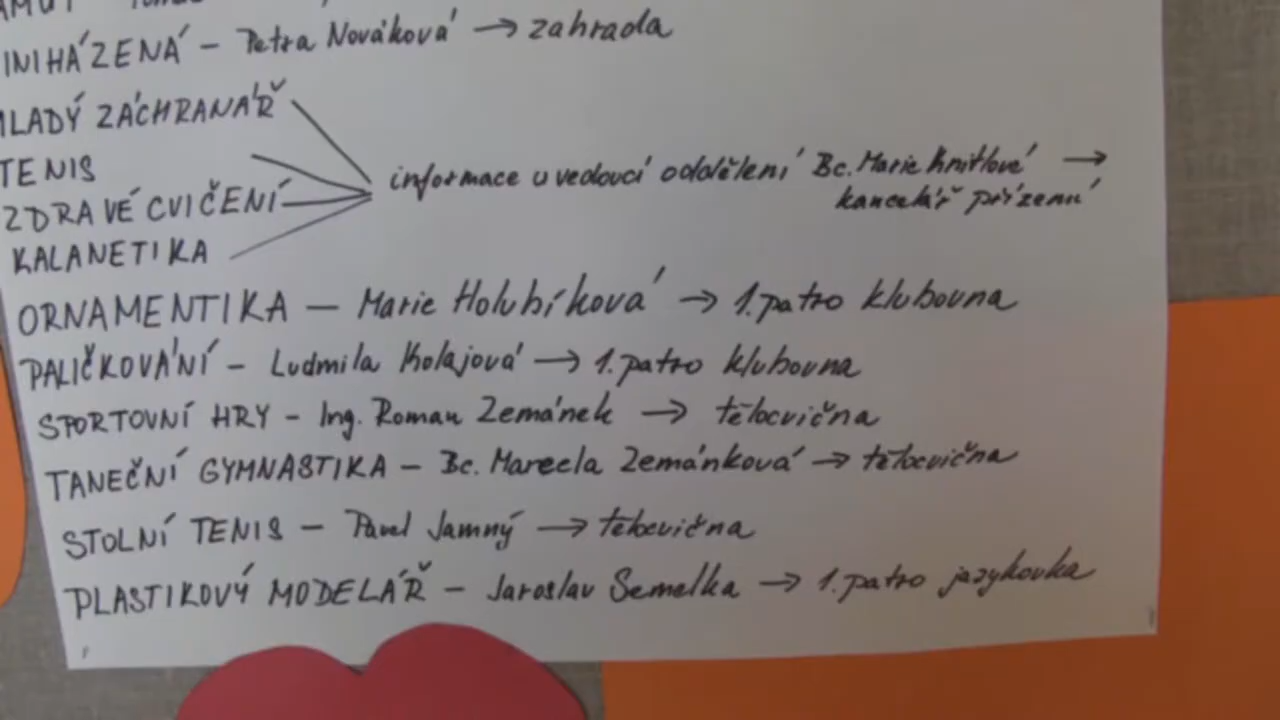 MINIHÁZENÁ – Petra Nováková → zahrada
MLADÝ ZÁCHRANÁŘ
TENIS
informace u vedoucí oddělení Bc. Marie Knitlové →
kancelář přízemí
ZDRAVÉ CVIČENÍ
KALANETIKA
ORNAMENTIKA – Marie Holubíková → 1. patro klubovna
PALIČKOVÁNÍ – Ludmila Kolajová → 1. patro klubovna
SPORTOVNÍ HRY – Ing. Roman Zemánek → tělocvična
TANEČNÍ GYMNASTIKA – Bc. Marcela Zemánková → tělocvična
STOLNÍ TENIS – Pavel Jamný → tělocvična
PLASTIKOVÝ MODELÁŘ – Jaroslav Semelka → 1. patro jazykovka